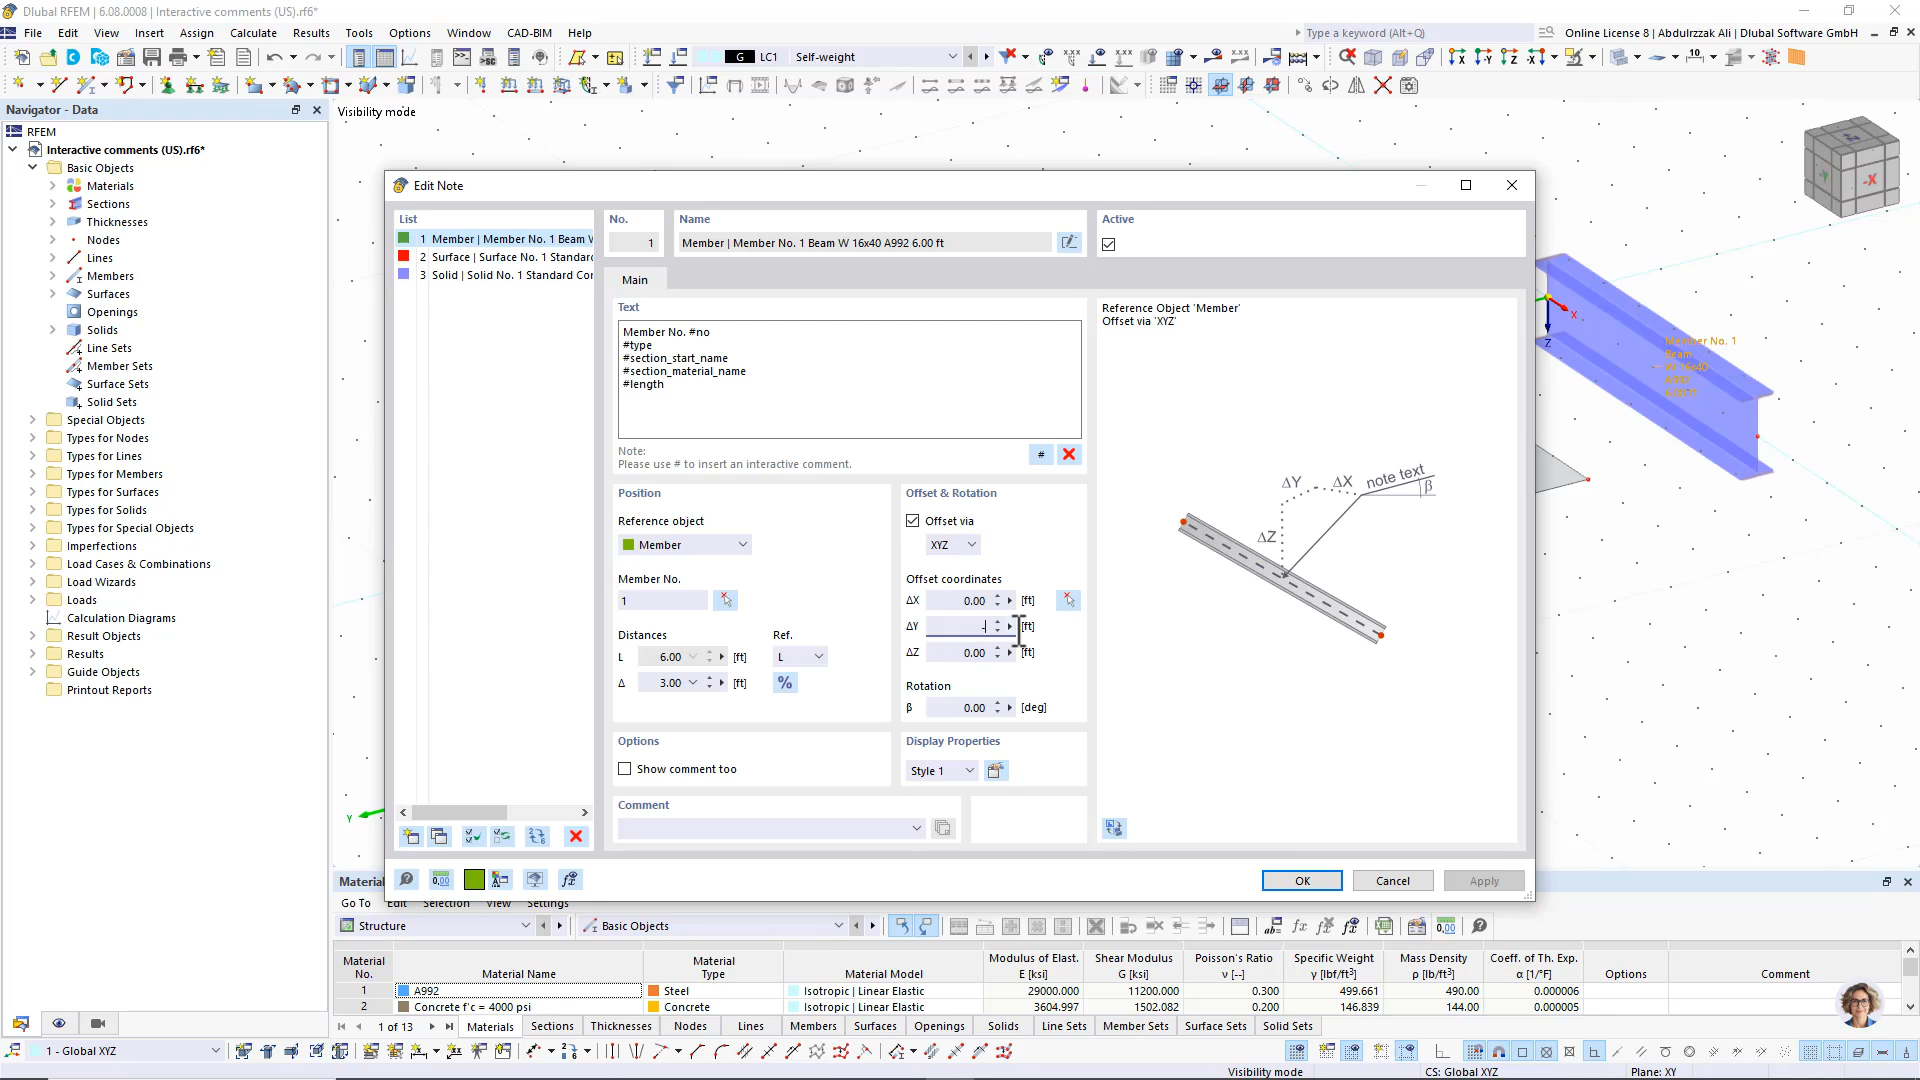 Dlubal RFEM | 6.08.0008 | Interactive comments (US).rf6*
File Edit View Insert Assign Calculate Results Tools Options Window CAD-BIM Help
Type a keyword (Alt+Q)
Online License 8 | Abdulrzzak Ali | Dlubal Software GmbH
G LC1 Self-weight
Navigator - Data
Visibility mode
RFEM
Interactive comments (US).rf6*
Basic Objects
Materials
Sections
Thicknesses
Nodes
Lines
Members
Surfaces
Openings
Solids
Line Sets
Member Sets
Surface Sets
Solid Sets
Special Objects
Types for Nodes
Types for Lines
Types for Members
Types for Surfaces
Types for Solids
Types for Special Objects
Imperfections
Load Cases & Combinations
Load Wizards
Loads
Calculation Diagrams
Result Objects
Results
Guide Objects
Printout Reports
Edit Note
List
1 Member | Member No. 1 Beam W
2 Surface | Surface No. 1 Standard
3 Solid | Solid No. 1 Standard Cor
No.
1
Name
Member | Member No. 1 Beam W 16x40 A992 6.00 ft
Active
Main
Text
Member No. #no
#type
#section_start_name
#section_material_name
#length
Note:
Please use # to insert an interactive comment.
#
Position
Reference object
Member
Member No.
1
Distances
Ref.
L 6.00 [ft] L
Δ 3.00 [ft] %
Offset & Rotation
Offset via
XYZ
Offset coordinates
ΔX 0.00 [ft]
ΔY - [ft]
ΔZ 0.00 [ft]
Rotation
β 0.00 [deg]
Options
Show comment too
Display Properties
Style 1
Comment
Reference Object 'Member'
Offset via 'XYZ'
ΔY ΔX note text β
ΔZ
OK Cancel Apply
Member No. 1
Beam
W 16x40
A992
X
Z
Y
-X
Go To Edit Selection View Settings
Structure
Basic Objects
Material No.
Material Name
Material Type
Material Model
Modulus of Elast. E [ksi]
Shear Modulus G [ksi]
Poisson's Ratio ν [--]
Specific Weight γ [lbf/ft³]
Mass Density ρ [lb/ft³]
Coeff. of Th. Exp. α [1/°F]
Options
Comment
1 A992 Steel Isotropic | Linear Elastic 29000.000 11200.000 0.300 499.661 490.00 0.000006
2 Concrete f'c = 4000 psi Concrete Isotropic | Linear Elastic 3604.997 1502.082 0.200 146.839 144.00 0.000005
1 of 13
Materials Sections Thicknesses Nodes Lines Members Surfaces Openings Solids Line Sets Member Sets Surface Sets Solid Sets
1 - Global XYZ
Visibility mode
CS: Global XYZ
Plane: XY